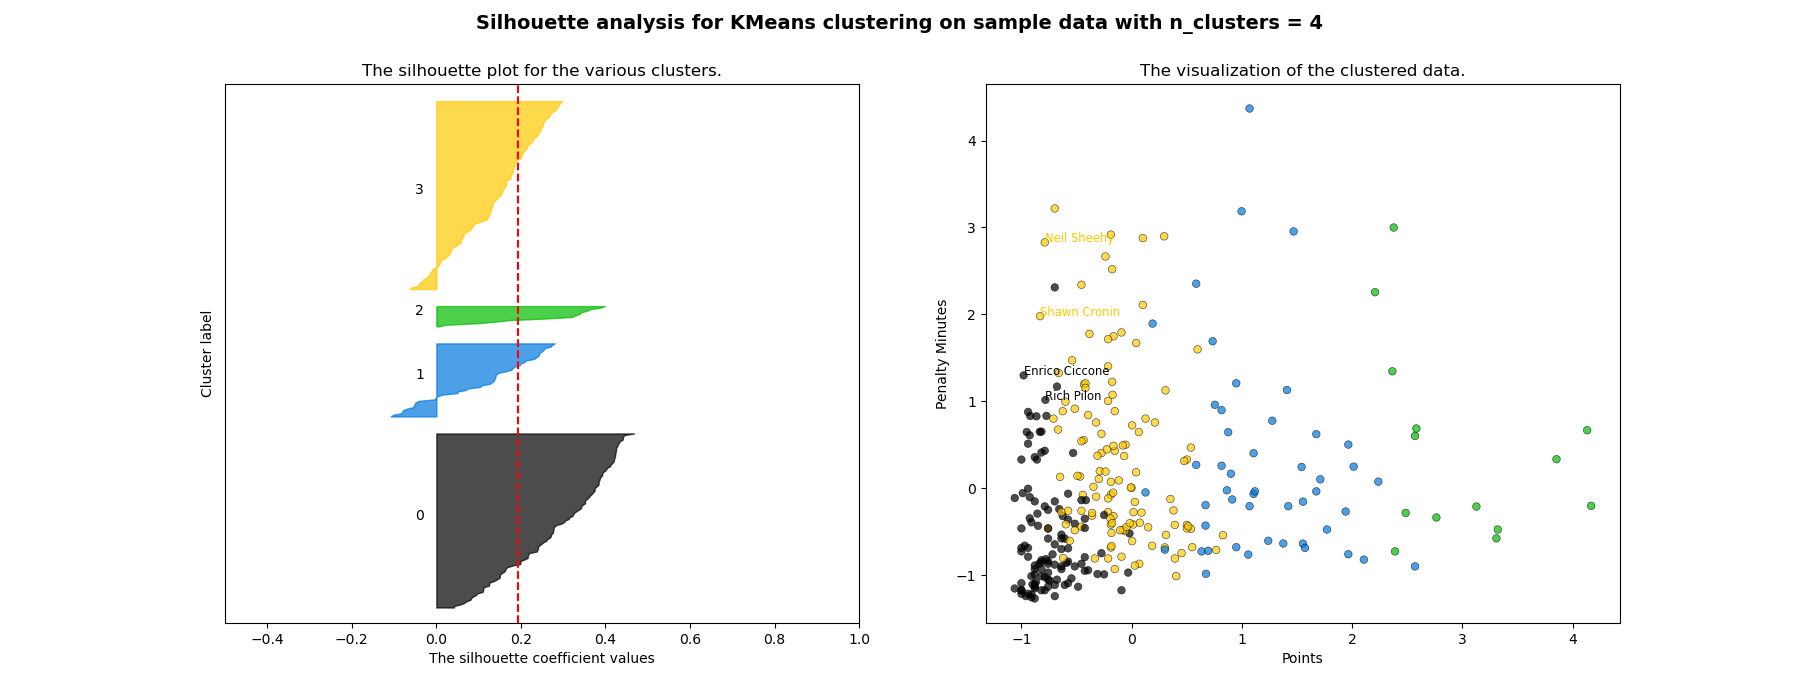 Silhouette analysis for KMeans clustering on sample data with n_clusters = 4
The silhouette plot for the various clusters.
Cluster label
3
2
1
0
−0.4 −0.2 0.0 0.2 0.4 0.6 0.8 1.0
The silhouette coefficient values
The visualization of the clustered data.
Penalty Minutes
4
3
2
1
0
−1
Neil Sheehy
Shawn Cronin
Enrico Ciccone
Rich Pilon
−1 0 1 2 3 4
Points